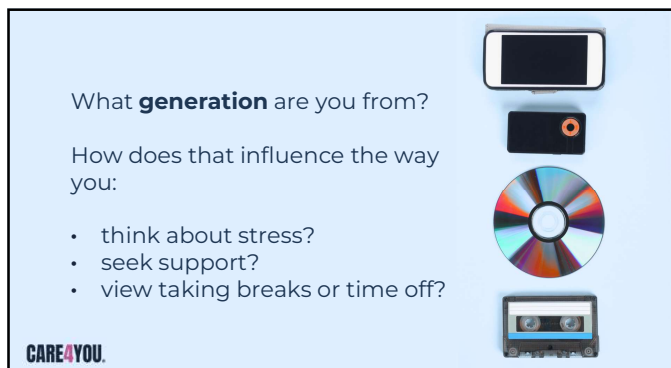 What generation are you from?
How does that influence the way
you:
• think about stress?
• seek support?
• view taking breaks or time off?
CARE4YOU.